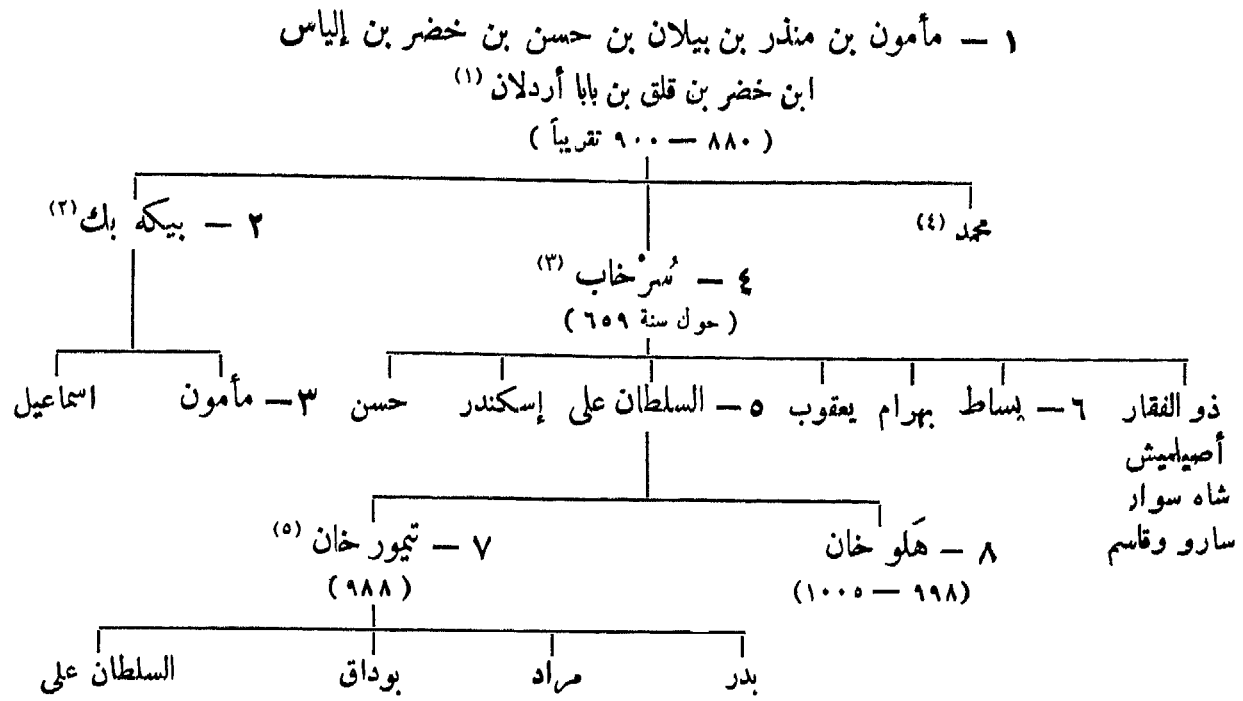 ١ — مأمون بن منذر بن بيلان بن حسن بن خضر بن إلياس
ابن خضر بن قلق بن بابا أردلان (١)
( ٨٨٠ — ٩٠٠ تقريباً )
محمد (٤)
٢ — بيكه بك (٢)
٤ — سُرْخاب (٣)
( حوالى سنة ٦٥٩ )
ذو الفقار
٦ — بساط
بهرام
يعقوب
٥ — السلطان على
إسكندر
حسن
٣ — مأمون
اسماعيل
أصيلميش
شاه سوار
سارو وقاسم
٨ — هَلو خان
٧ — تيمور خان (٥)
(٩٩٨ — ١٠٠٥)
( ٩٨٨ )
بدر
مراد
بوداق
السلطان على